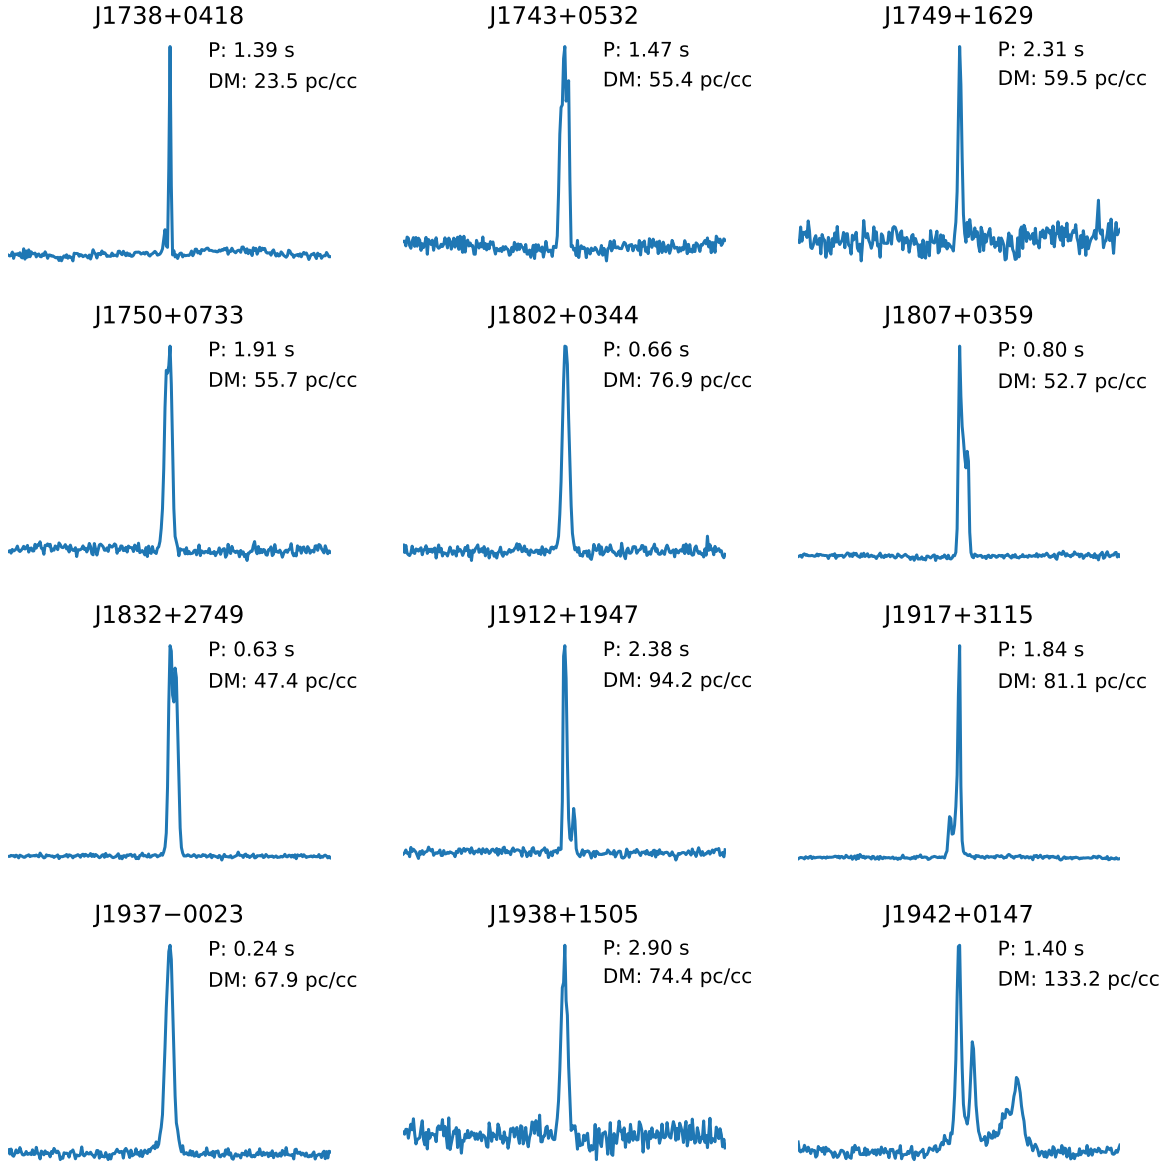 J1738+0418
P: 1.39 s
DM: 23.5 pc/cc
J1743+0532
P: 1.47 s
DM: 55.4 pc/cc
J1749+1629
P: 2.31 s
DM: 59.5 pc/cc
J1750+0733
P: 1.91 s
DM: 55.7 pc/cc
J1802+0344
P: 0.66 s
DM: 76.9 pc/cc
J1807+0359
P: 0.80 s
DM: 52.7 pc/cc
J1832+2749
P: 0.63 s
DM: 47.4 pc/cc
J1912+1947
P: 2.38 s
DM: 94.2 pc/cc
J1917+3115
P: 1.84 s
DM: 81.1 pc/cc
J1937−0023
P: 0.24 s
DM: 67.9 pc/cc
J1938+1505
P: 2.90 s
DM: 74.4 pc/cc
J1942+0147
P: 1.40 s
DM: 133.2 pc/cc